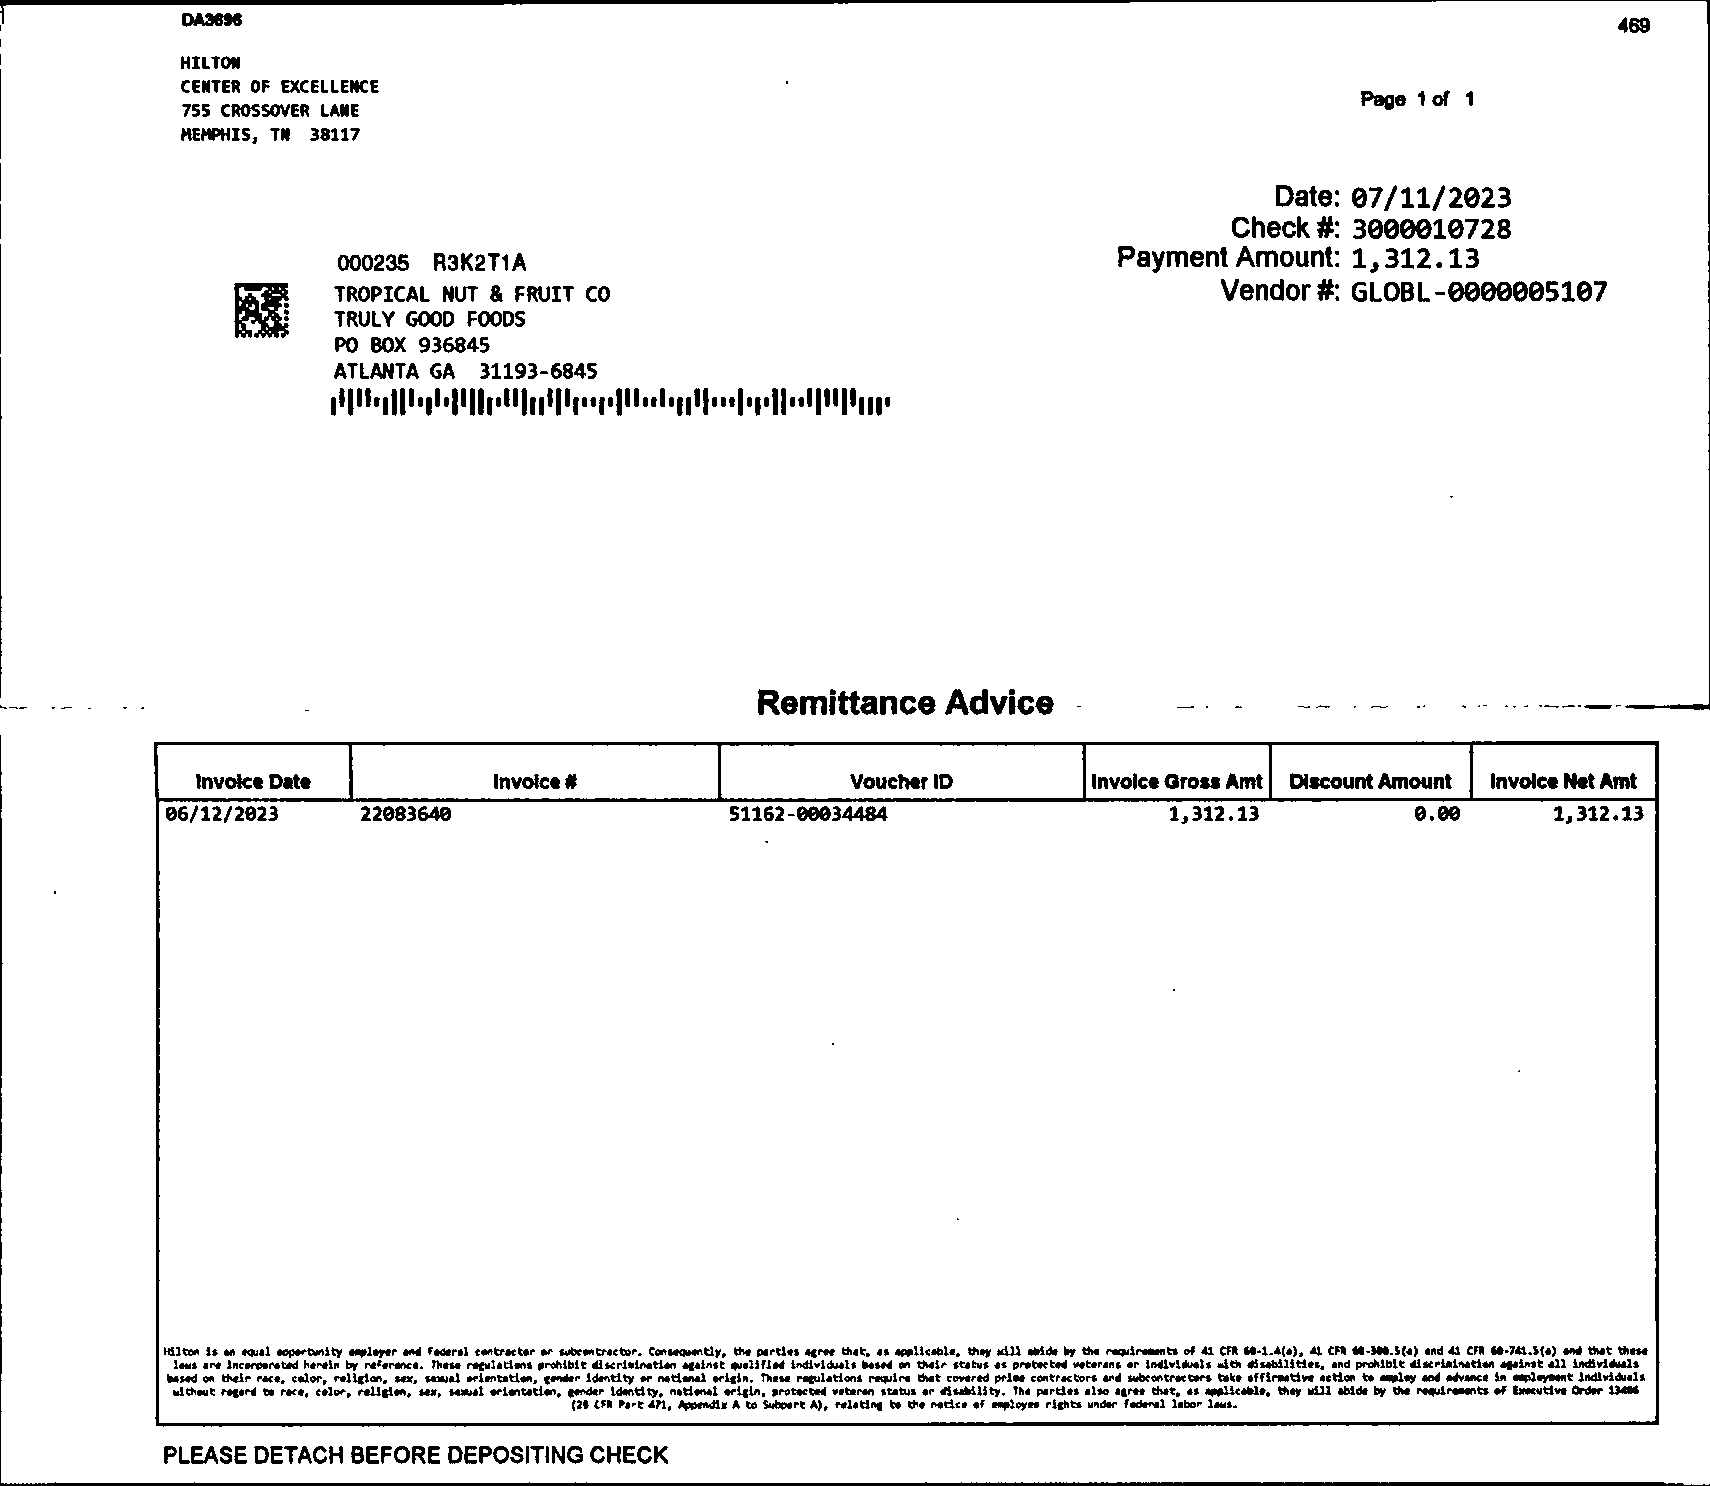 DA3696
469
HILTON
CENTER OF EXCELLENCE
755 CROSSOVER LANE
MEMPHIS, TN 38117
Page 1 of 1
Date: 07/11/2023
Check #: 3000010728
Payment Amount: 1,312.13
Vendor #: GLOBL-0000005107
000235 R3K2T1A
TROPICAL NUT & FRUIT CO
TRULY GOOD FOODS
PO BOX 936845
ATLANTA GA 31193-6845
Remittance Advice
Invoice Date Invoice # Voucher ID Invoice Gross Amt Discount Amount Invoice Net Amt
06/12/2023 22083640 51162-00034484 1,312.13 0.00 1,312.13
Hilton is an equal opportunity employer and Federal contractor or subcontractor. Consequently, the parties agree that, as applicable, they will abide by the requirements of 41 CFR 60-1.4(a), 41 CFR 60-300.5(a) and 41 CFR 60-741.5(a) and that these
laws are incorporated herein by reference. These regulations prohibit discrimination against qualified individuals based on their status as protected veterans or individuals with disabilities, and prohibit discrimination against all individuals
based on their race, color, religion, sex, sexual orientation, gender identity or national origin. These regulations require that covered prime contractors and subcontractors take affirmative action to employ and advance in employment individuals
without regard to race, color, religion, sex, sexual orientation, gender identity, national origin, protected veteran status or disability. The parties also agree that, as applicable, they will abide by the requirements of Executive Order 13496
(29 CFR Part 471, Appendix A to Subpart A), relating to the notice of employee rights under federal labor laws.
PLEASE DETACH BEFORE DEPOSITING CHECK